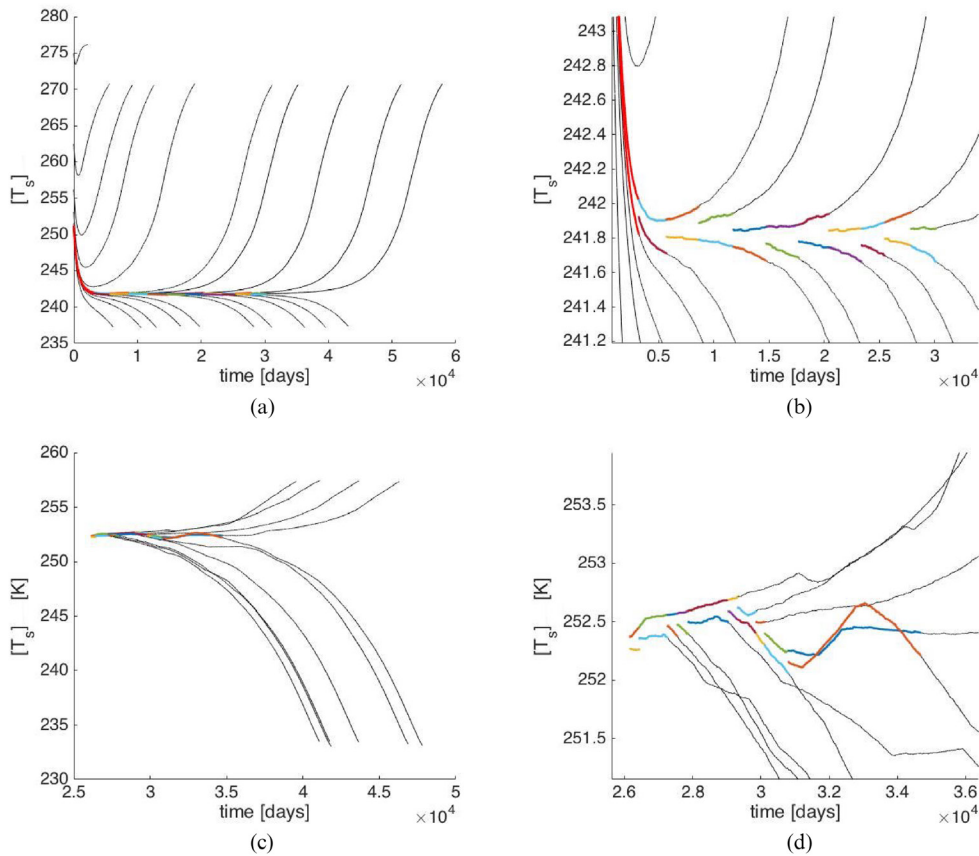 280
275
270
265
260
255
250
245
240
235
[T_s]
0 1 2 3 4 5 6
time [days]
×10^4
(a)
243
242.8
242.6
242.4
242.2
242
241.8
241.6
241.4
241.2
[T_s]
0.5 1 1.5 2 2.5 3
time [days]
×10^4
(b)
260
255
250
245
240
235
230
[T_s] [K]
2.5 3 3.5 4 4.5 5
time [days]
×10^4
(c)
253.5
253
252.5
252
251.5
[T_s] [K]
2.6 2.8 3 3.2 3.4 3.6
time [days]
×10^4
(d)